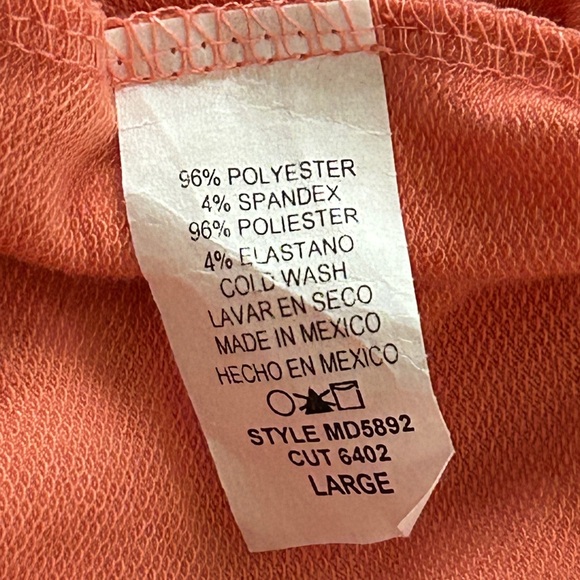 96% POLYESTER
4% SPANDEX
96% POLIESTER
4% ELASTANO
COLD WASH
LAVAR EN SECO
MADE IN MEXICO
HECHO EN MEXICO
STYLE MD5892
CUT 6402
LARGE